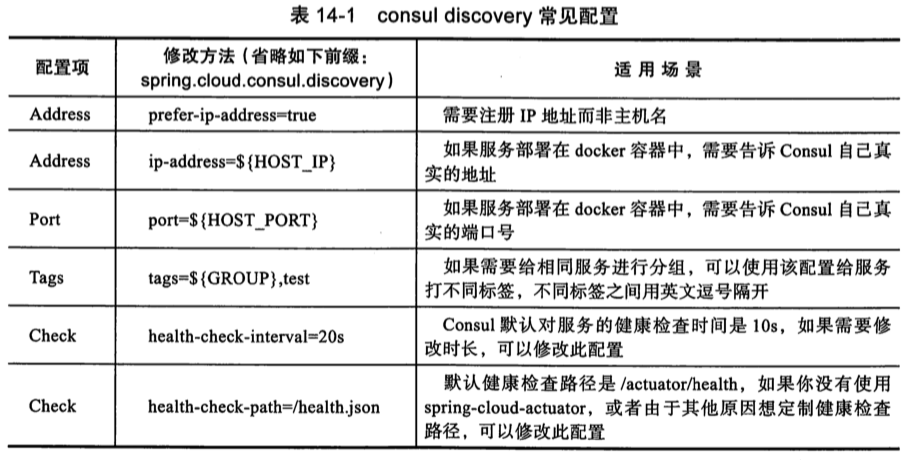 表 14-1 consul discovery 常见配置
配置项
修改方法（省略如下前缀：
spring.cloud.consul.discovery）
适用场景
Address
prefer-ip-address=true
需要注册 IP 地址而非主机名
Address
ip-address=${HOST_IP}
如果服务部署在 docker 容器中，需要告诉 Consul 自己真
实的地址
Port
port=${HOST_PORT}
如果服务部署在 docker 容器中，需要告诉 Consul 自己真
实的端口号
Tags
tags=${GROUP},test
如果需要给相同服务进行分组，可以使用该配置给服务
打不同标签，不同标签之间用英文逗号隔开
Check
health-check-interval=20s
Consul 默认对服务的健康检查时间是 10s，如果需要修
改时长，可以修改此配置
Check
health-check-path=/health.json
默认健康检查路径是 /actuator/health，如果你没有使用
spring-cloud-actuator，或者由于其他原因想定制健康检查
路径，可以修改此配置